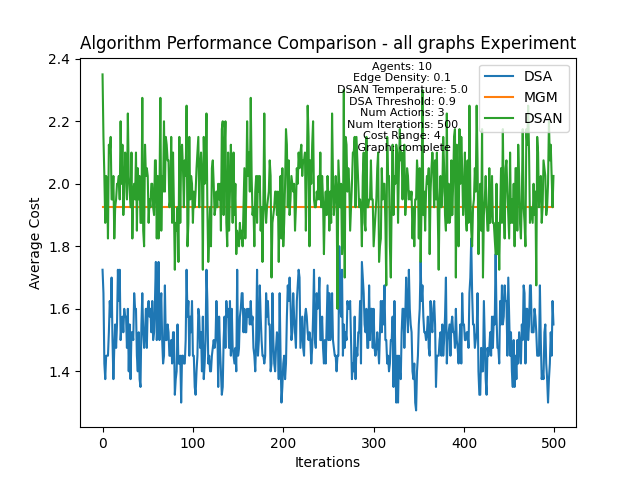 Algorithm Performance Comparison - all graphs Experiment
2.4
2.2
2.0
1.8
1.6
1.4
Average Cost
Agents: 10
Edge Density: 0.1
DSAN Temperature: 5.0
DSA Threshold: 0.9
Num Actions: 3
Num Iterations: 500
Cost Range: 4
Graph: complete
DSA
MGM
DSAN
0
100
200
300
400
500
Iterations